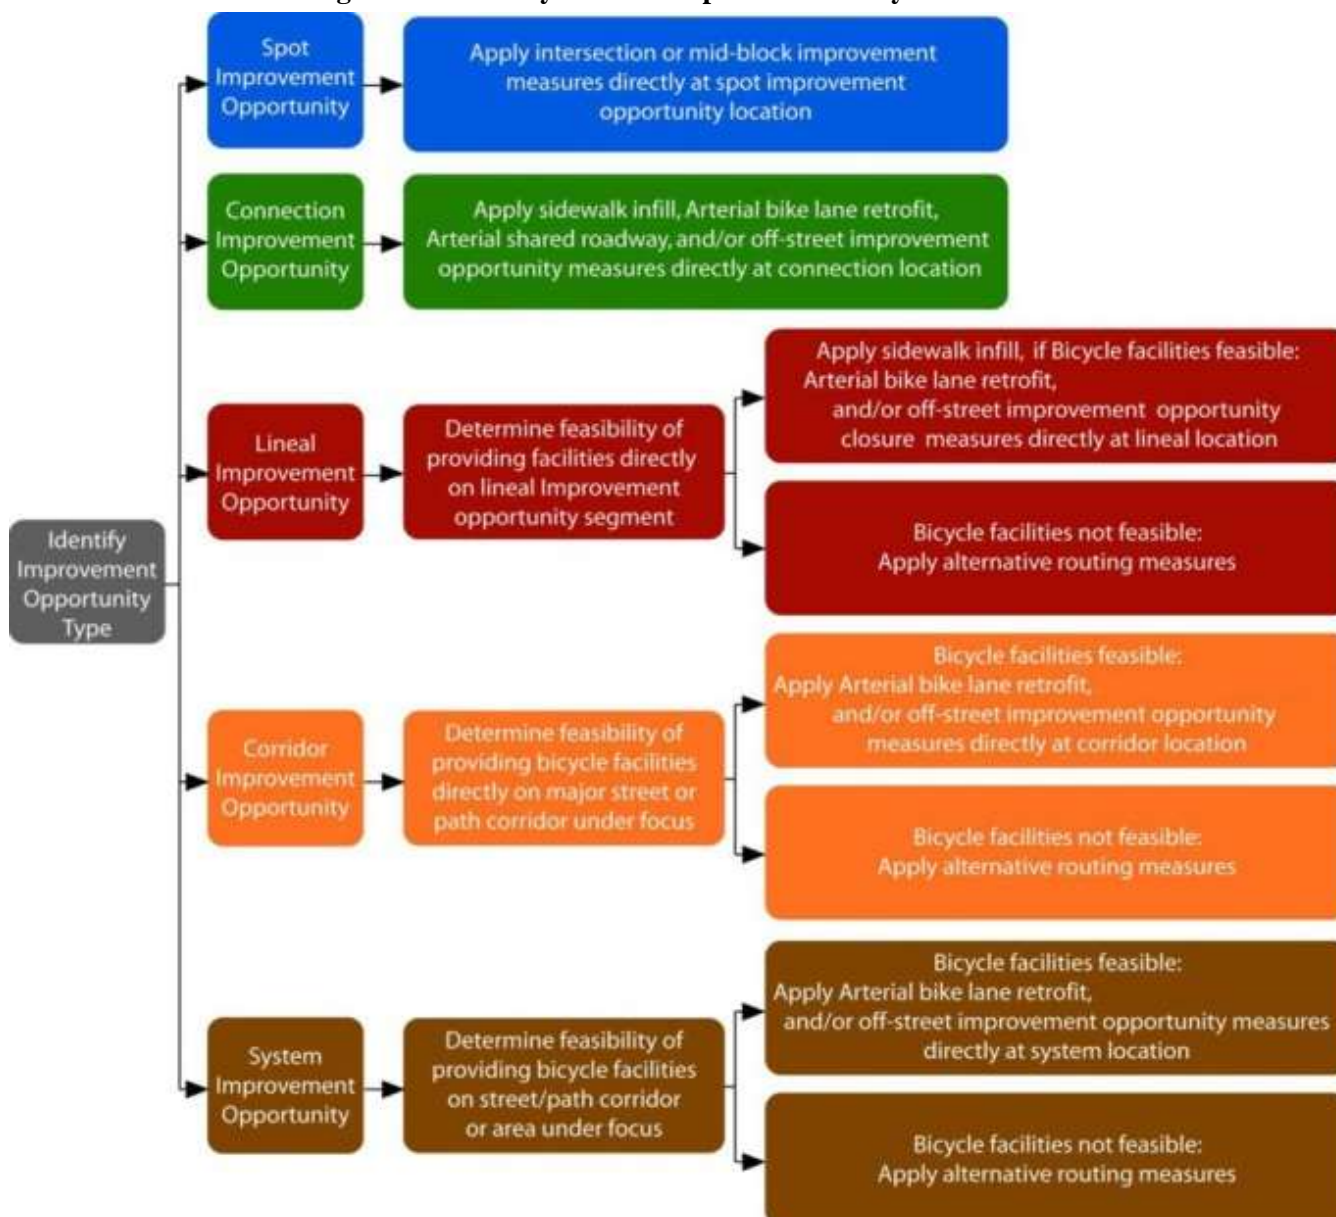 Spot
Improvement
Opportunity
Apply intersection or mid-block improvement
measures directly at spot improvement
opportunity location
Connection
Improvement
Opportunity
Apply sidewalk infill, Arterial bike lane retrofit,
Arterial shared roadway, and/or off-street improvement
opportunity measures directly at connection location
Identify
Improvement
Opportunity
Type
Lineal
Improvement
Opportunity
Determine feasibility of
providing facilities directly
on lineal Improvement
opportunity segment
Apply sidewalk infill, if Bicycle facilities feasible:
Arterial bike lane retrofit,
and/or off-street improvement opportunity
closure measures directly at lineal location
Bicycle facilities not feasible:
Apply alternative routing measures
Corridor
Improvement
Opportunity
Determine feasibility of
providing bicycle facilities
directly on major street or
path corridor under focus
Bicycle facilities feasible:
Apply Arterial bike lane retrofit,
and/or off-street improvement opportunity
measures directly at corridor location
Bicycle facilities not feasible:
Apply alternative routing measures
System
Improvement
Opportunity
Determine feasibility of
providing bicycle facilities
on street/path corridor
or area under focus
Bicycle facilities feasible:
Apply Arterial bike lane retrofit,
and/or off-street improvement opportunity measures
directly at system location
Bicycle facilities not feasible:
Apply alternative routing measures